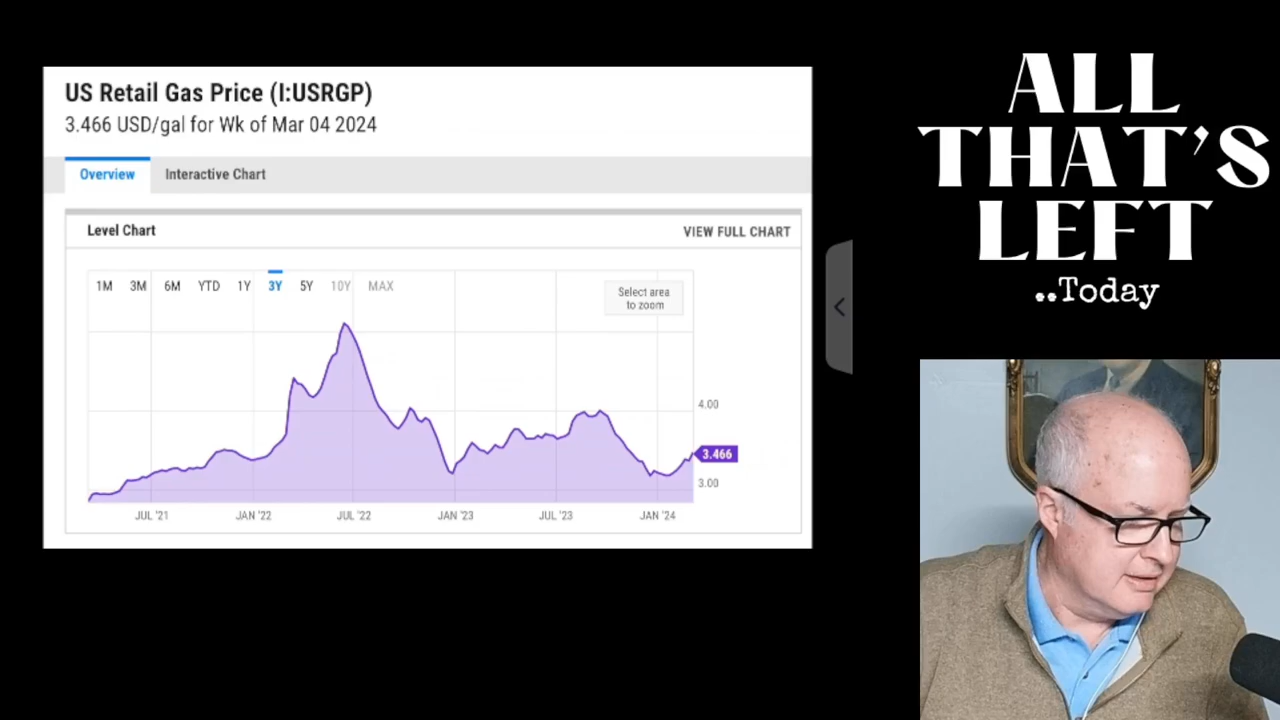 US Retail Gas Price (I:USRGP)
3.466 USD/gal for Wk of Mar 04 2024
Overview Interactive Chart
Level Chart VIEW FULL CHART
1M 3M 6M YTD 1Y 3Y 5Y 10Y MAX
Select area
to zoom
4.00
3.466
3.00
JUL '21 JAN '22 JUL '22 JAN '23 JUL '23 JAN '24
ALL
THAT'S
LEFT
..Today